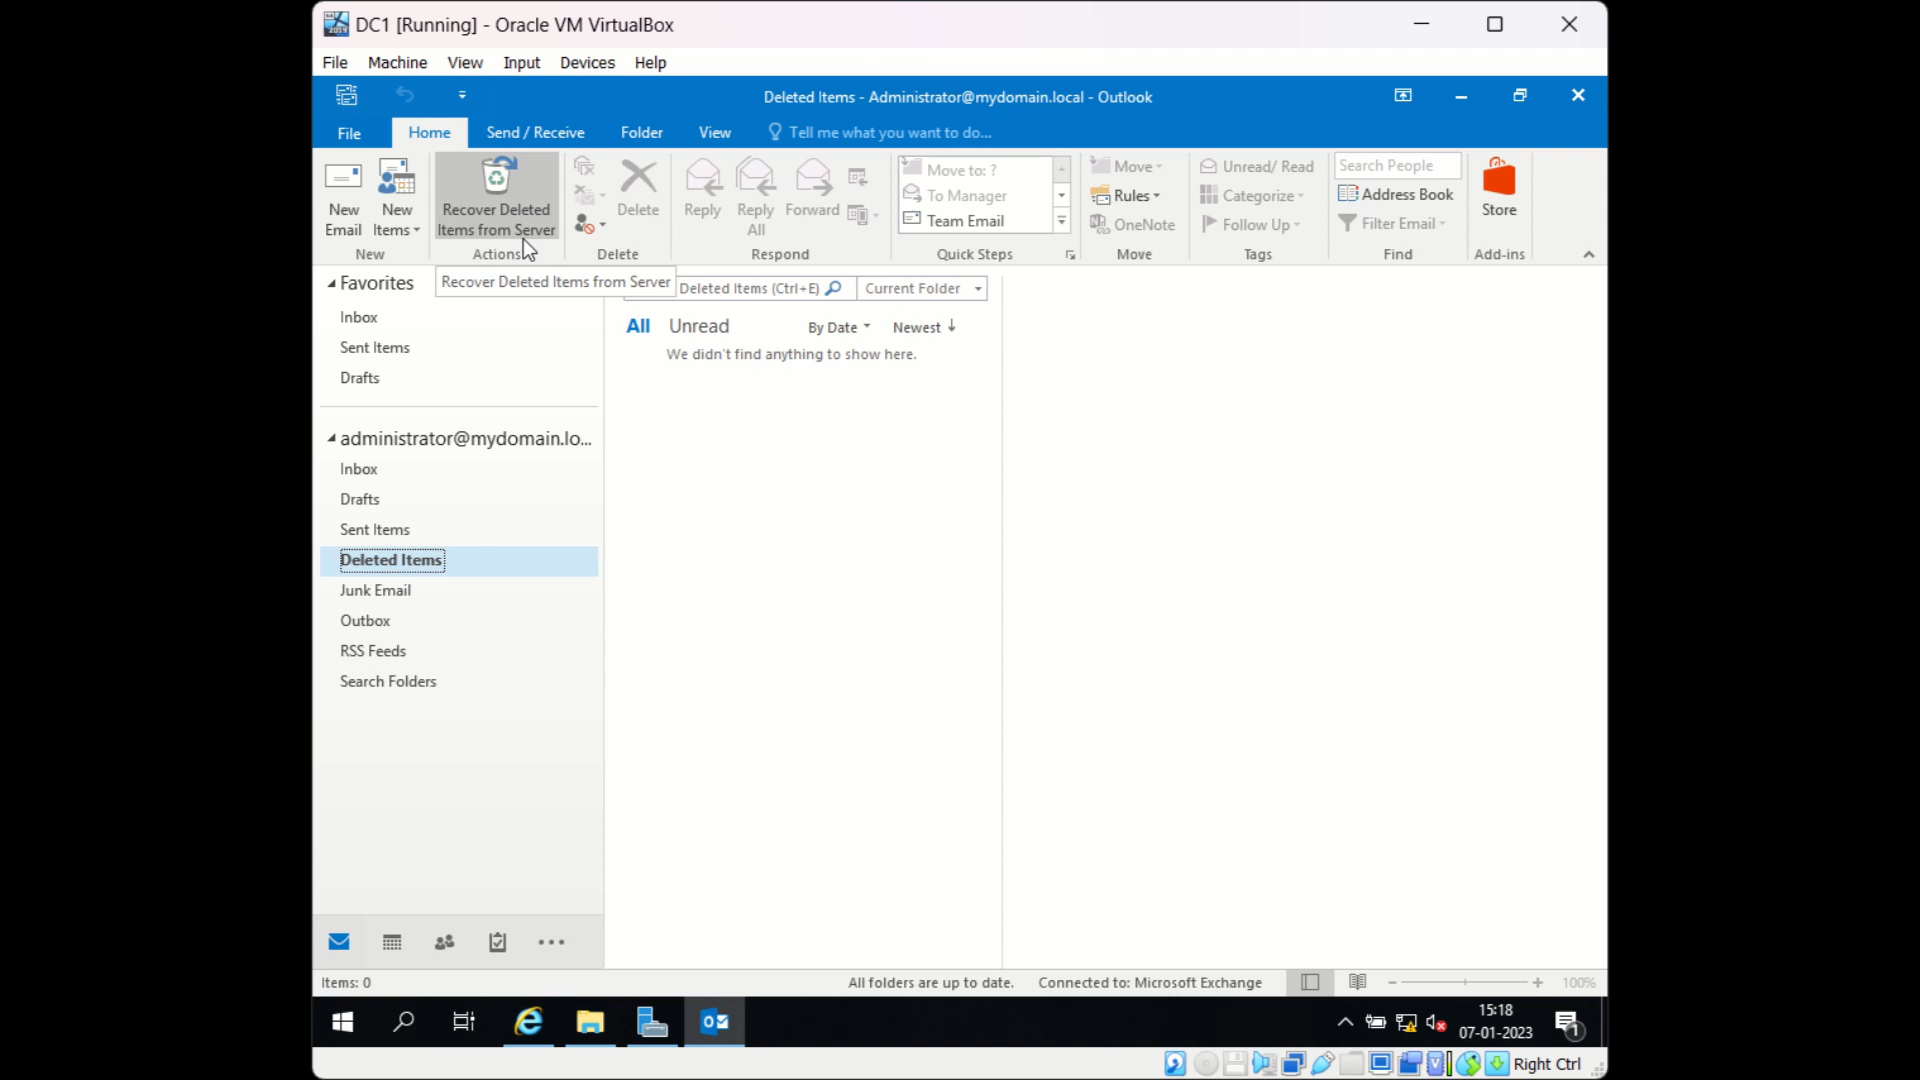 DC1 [Running] - Oracle VM VirtualBox
File Machine View Input Devices Help
Deleted Items - Administrator@mydomain.local - Outlook
File Home Send / Receive Folder View Tell me what you want to do...
New Email
New Items
Recover Deleted Items from Server
Delete
Reply
Reply All
Forward
Move to: ?
To Manager
Team Email
Move
Rules
OneNote
Unread/ Read
Categorize
Follow Up
Search People
Address Book
Filter Email
Store
New Actions Delete Respond Quick Steps Move Tags Find Add-ins
Recover Deleted Items from Server
Favorites
Inbox
Sent Items
Drafts
administrator@mydomain.lo...
Inbox
Drafts
Sent Items
Deleted Items
Junk Email
Outbox
RSS Feeds
Search Folders
Deleted Items (Ctrl+E) Current Folder
All Unread By Date Newest
We didn't find anything to show here.
Items: 0 All folders are up to date. Connected to: Microsoft Exchange 100%
15:18
07-01-2023
1
Right Ctrl